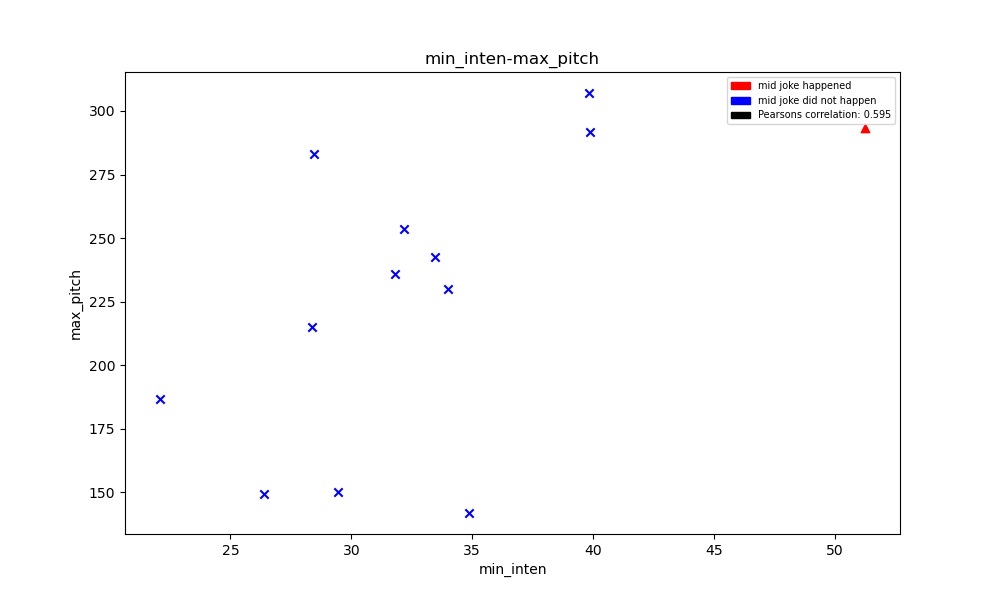 min_inten-max_pitch
mid joke happened
mid joke did not happen
Pearsons correlation: 0.595
max_pitch
300
275
250
225
200
175
150
25 30 35 40 45 50
min_inten